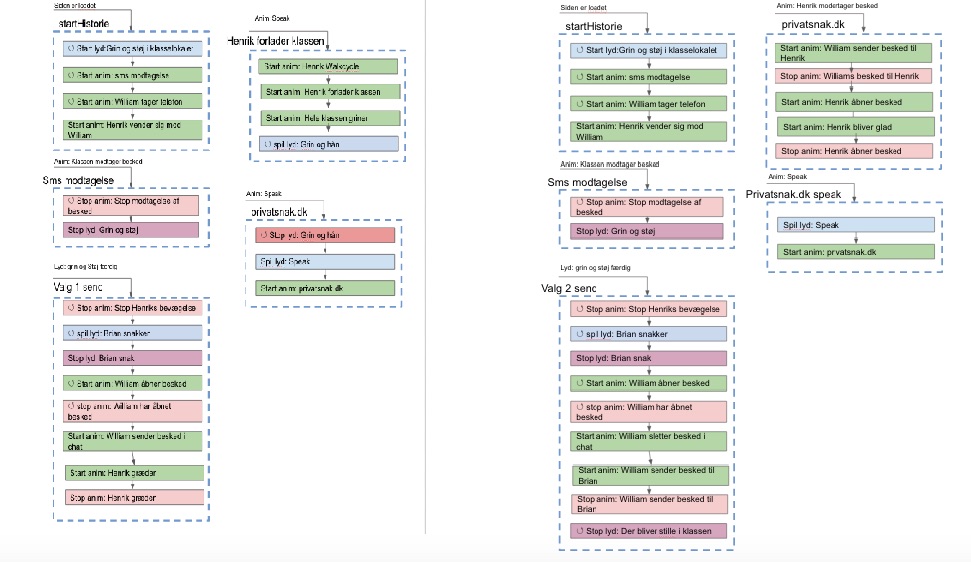 Siden er loadet
startHistorie
Start lyd:Grin og støj i klasselokalet
Start anim: sms modtagelse
Start anim: William tager telefon
Start anim: Henrik vender sig mod
William
Anim: Klassen modtager besked
Sms modtagelse
Stop anim: Stop modtagelse af
besked
Stop lyd: Grin og støj
Lyd: grin og Støj færdig
Valg 1 send
Stop anim: Stop Henriks bevægelse
spil lyd: Brian snakker
Stop lyd: Brian snak
Start anim: William åbner besked
stop anim: William har åbnet
besked
Start anim: William sender besked i
chat
Start anim: Henrik græder
Stop anim: Henrik græder
Anim: Speak
Henrik forlader klassen
Start anim: Henrik Walkcycle
Start anim: Henrik forlader klassen
Start anim: Hele klassen griner
spil lyd: Grin og hån
Anim: Speak
privatsnak.dk
Stop lyd: Grin og hån
Spil lyd: Speak
Start anim: privatsnak.dk
Siden er loadet
startHistorie
Start lyd:Grin og støj i klasselokalet
Start anim: sms modtagelse
Start anim: William tager telefon
Start anim: Henrik vender sig mod
William
Anim: Klassen modtager besked
Sms modtagelse
Stop anim: Stop modtagelse af
besked
Stop lyd: Grin og støj
Lyd: grin og støj færdig
Valg 2 send
Stop anim: Stop Henriks bevægelse
spil lyd: Brian snakker
Stop lyd: Brian snak
Start anim: William åbner besked
stop anim: William har åbnet
besked
Start anim: William sletter besked i
chat
Start anim: William sender besked til
Brian
Stop anim: William sender besked til
Brian
Stop lyd: Der bliver stille i klassen
Anim: Henrik modetager besked
privatsnak.dk
Start anim: William sender besked til
Henrik
Stop anim: Williams besked til Henrik
Start anim: Henrik åbner besked
Start anim: Henrik bliver glad
Stop anim: Henrik åbner besked
Anim: Speak
Privatsnak.dk speak
Spil lyd: Speak
Start anim: privatsnak.dk